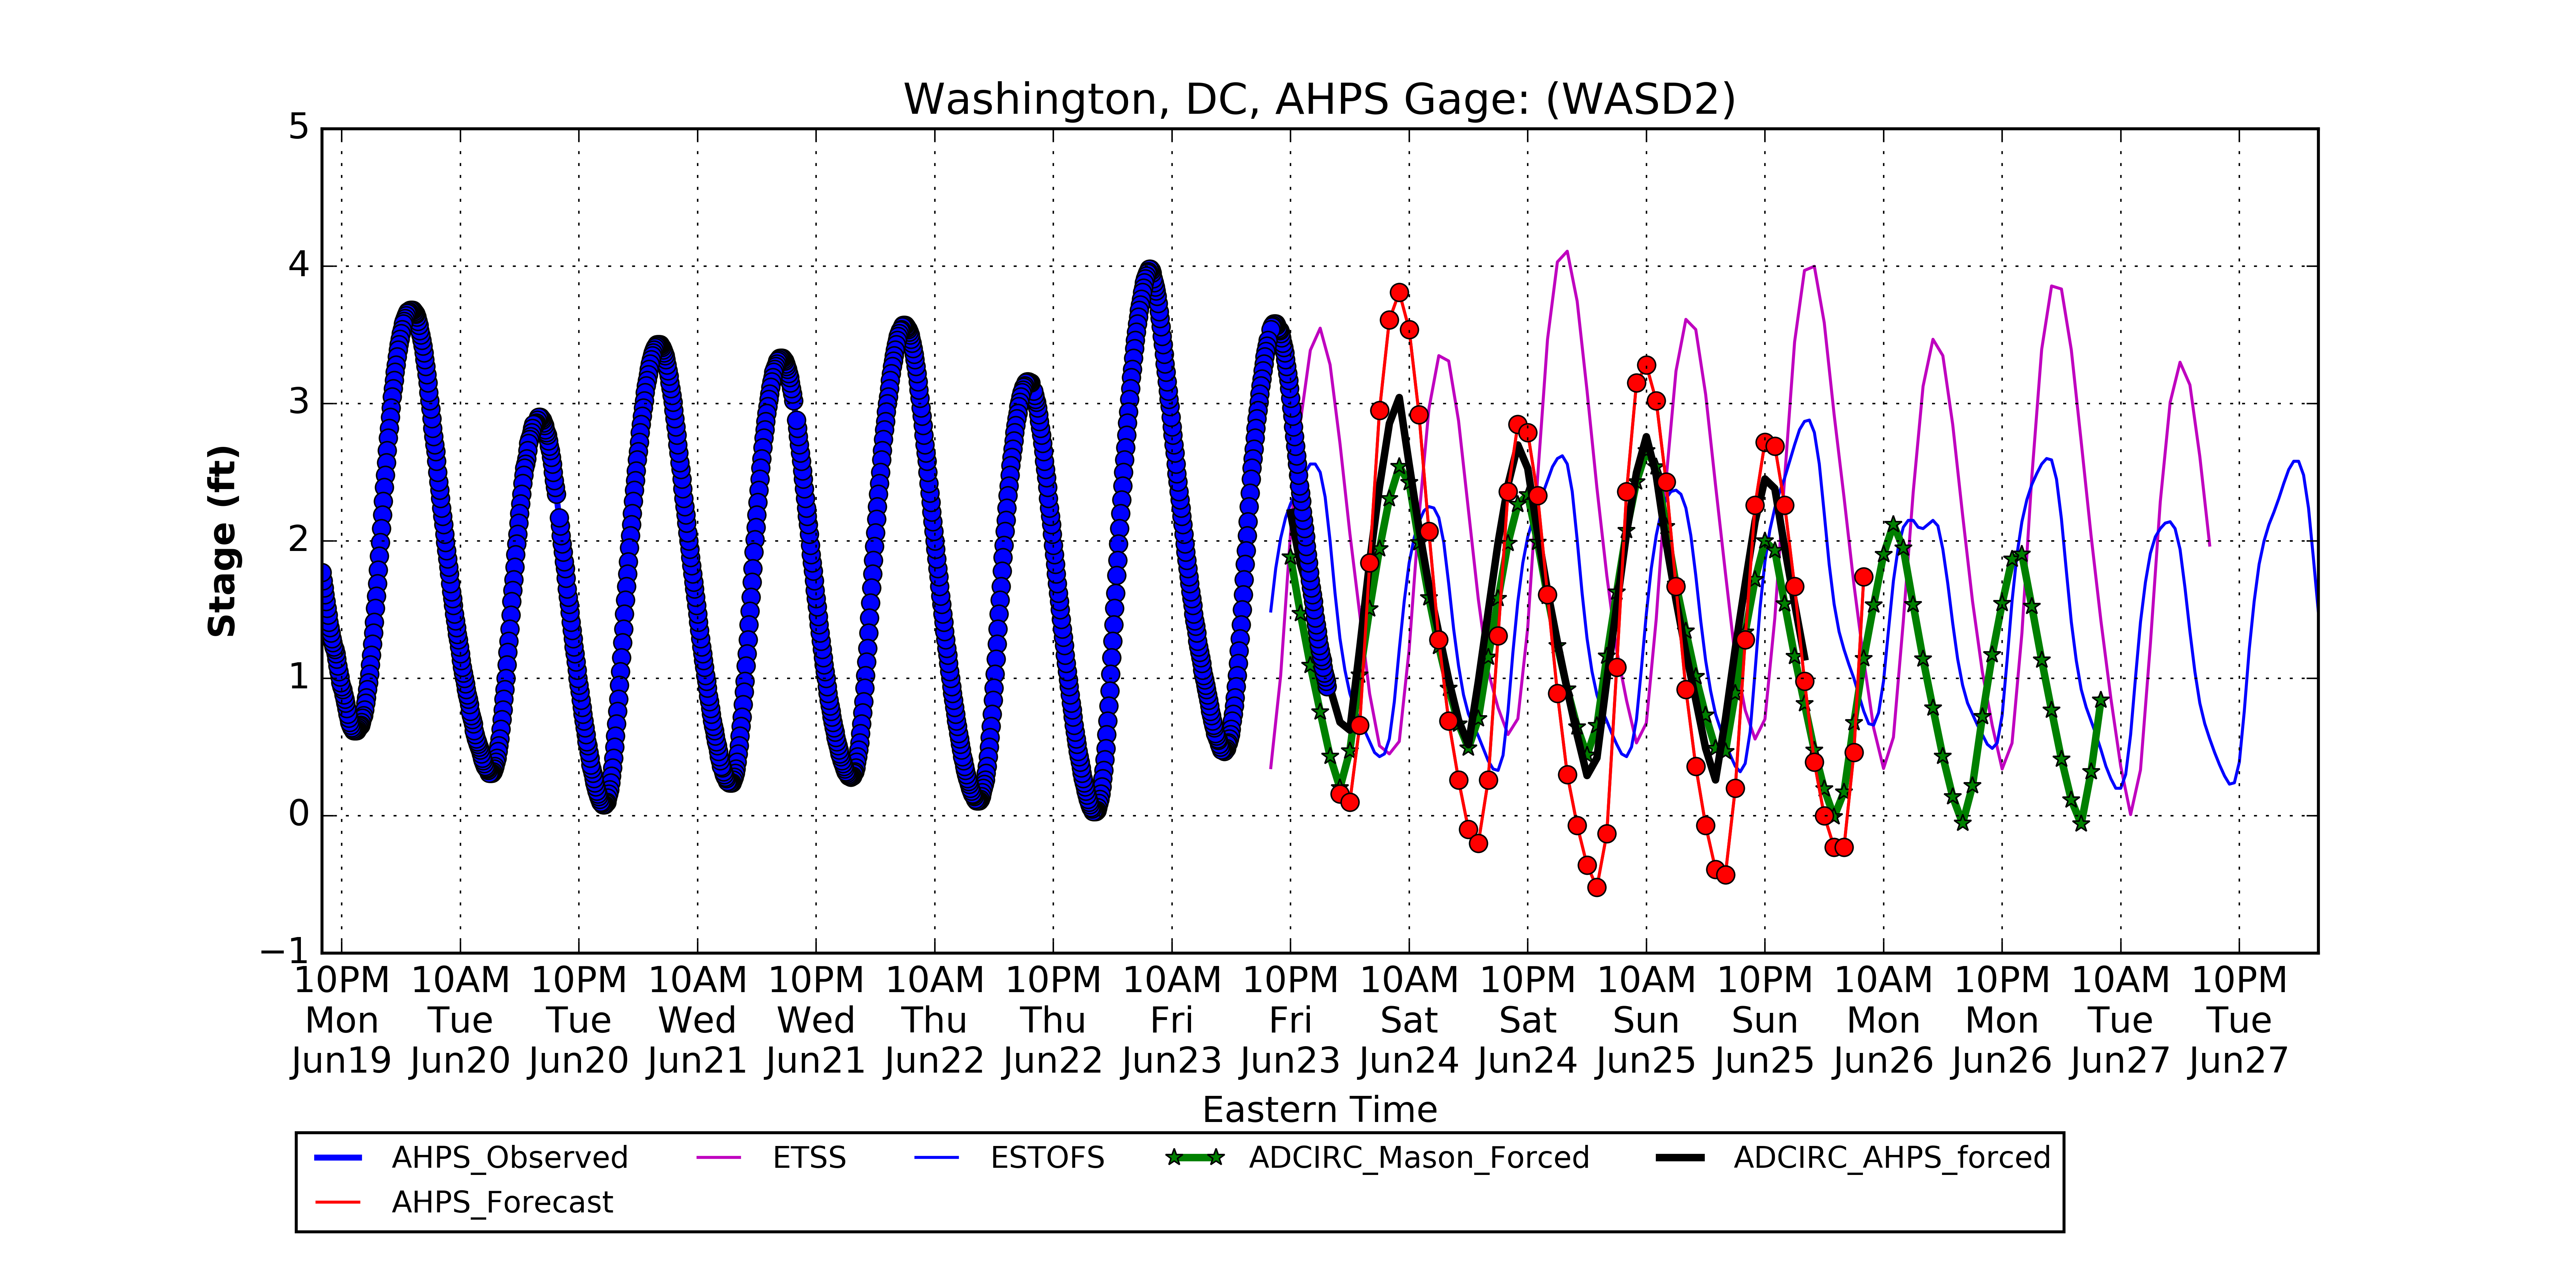 Washington, DC, AHPS Gage: (WASD2)
5
4
3
2
1
0
−1
Stage (ft)
10PM 10AM 10PM 10AM 10PM 10AM 10PM 10AM 10PM 10AM 10PM 10AM 10PM 10AM 10PM 10AM 10PM
Mon Tue Tue Wed Wed Thu Thu Fri Fri Sat Sat Sun Sun Mon Mon Tue Tue
Jun19 Jun20 Jun20 Jun21 Jun21 Jun22 Jun22 Jun23 Jun23 Jun24 Jun24 Jun25 Jun25 Jun26 Jun26 Jun27 Jun27
Eastern Time
AHPS_Observed ETSS ESTOFS ADCIRC_Mason_Forced ADCIRC_AHPS_forced
AHPS_Forecast